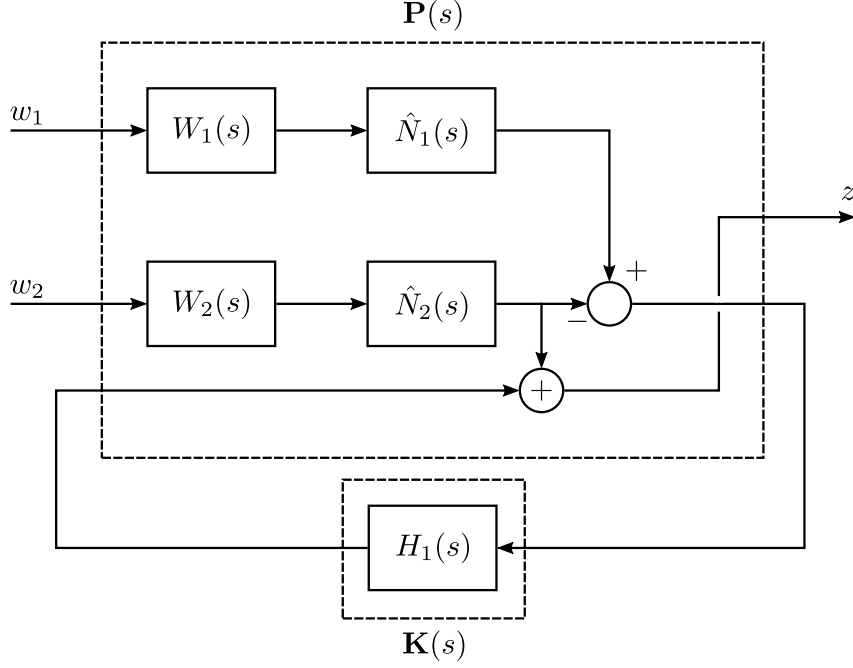 P(s)
w₁
W₁(s)
N̂₁(s)
z
+
w₂
W₂(s)
N̂₂(s)
−
+
H₁(s)
K(s)